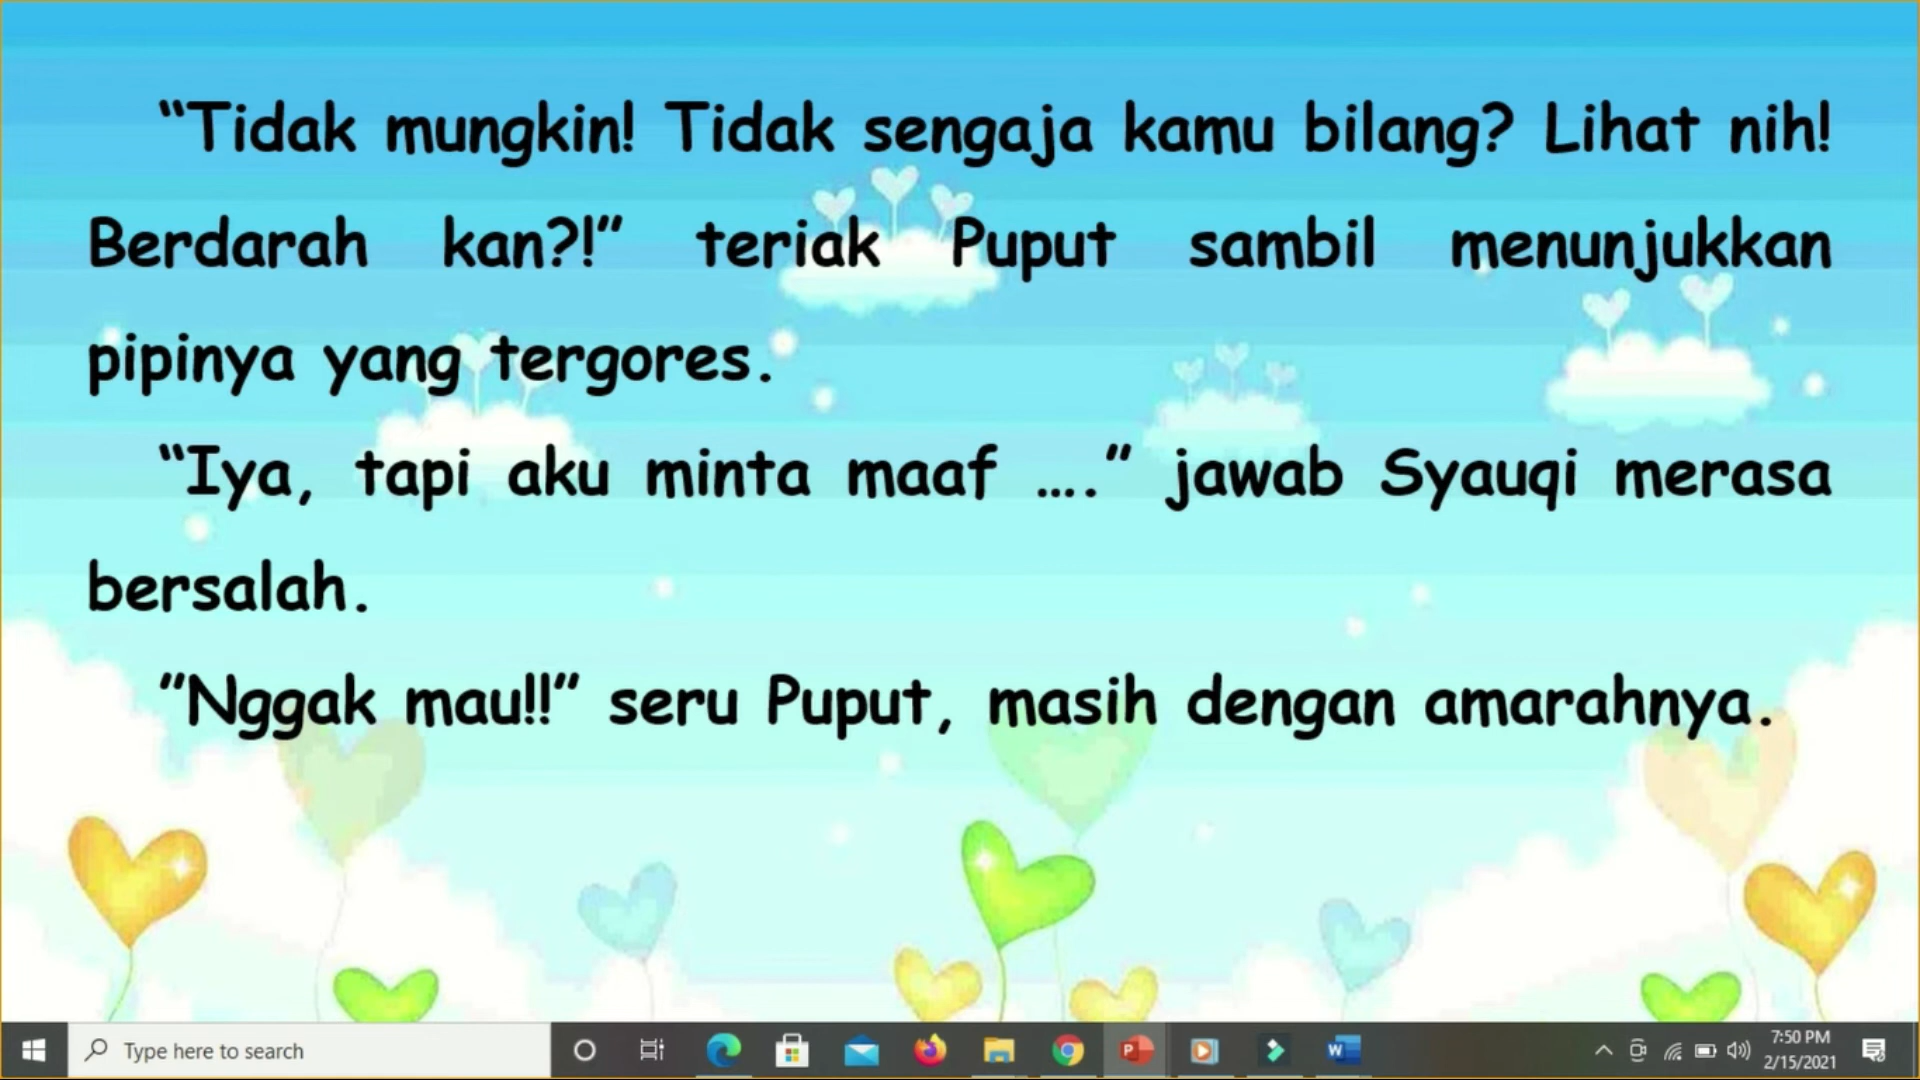 “Tidak mungkin! Tidak sengaja kamu bilang? Lihat nih!
Berdarah kan?!” teriak Puput sambil menunjukkan
pipinya yang tergores.
“Iya, tapi aku minta maaf ….” jawab Syauqi merasa
bersalah.
”Nggak mau!!” seru Puput, masih dengan amarahnya.
Type here to search
7:50 PM
2/15/2021